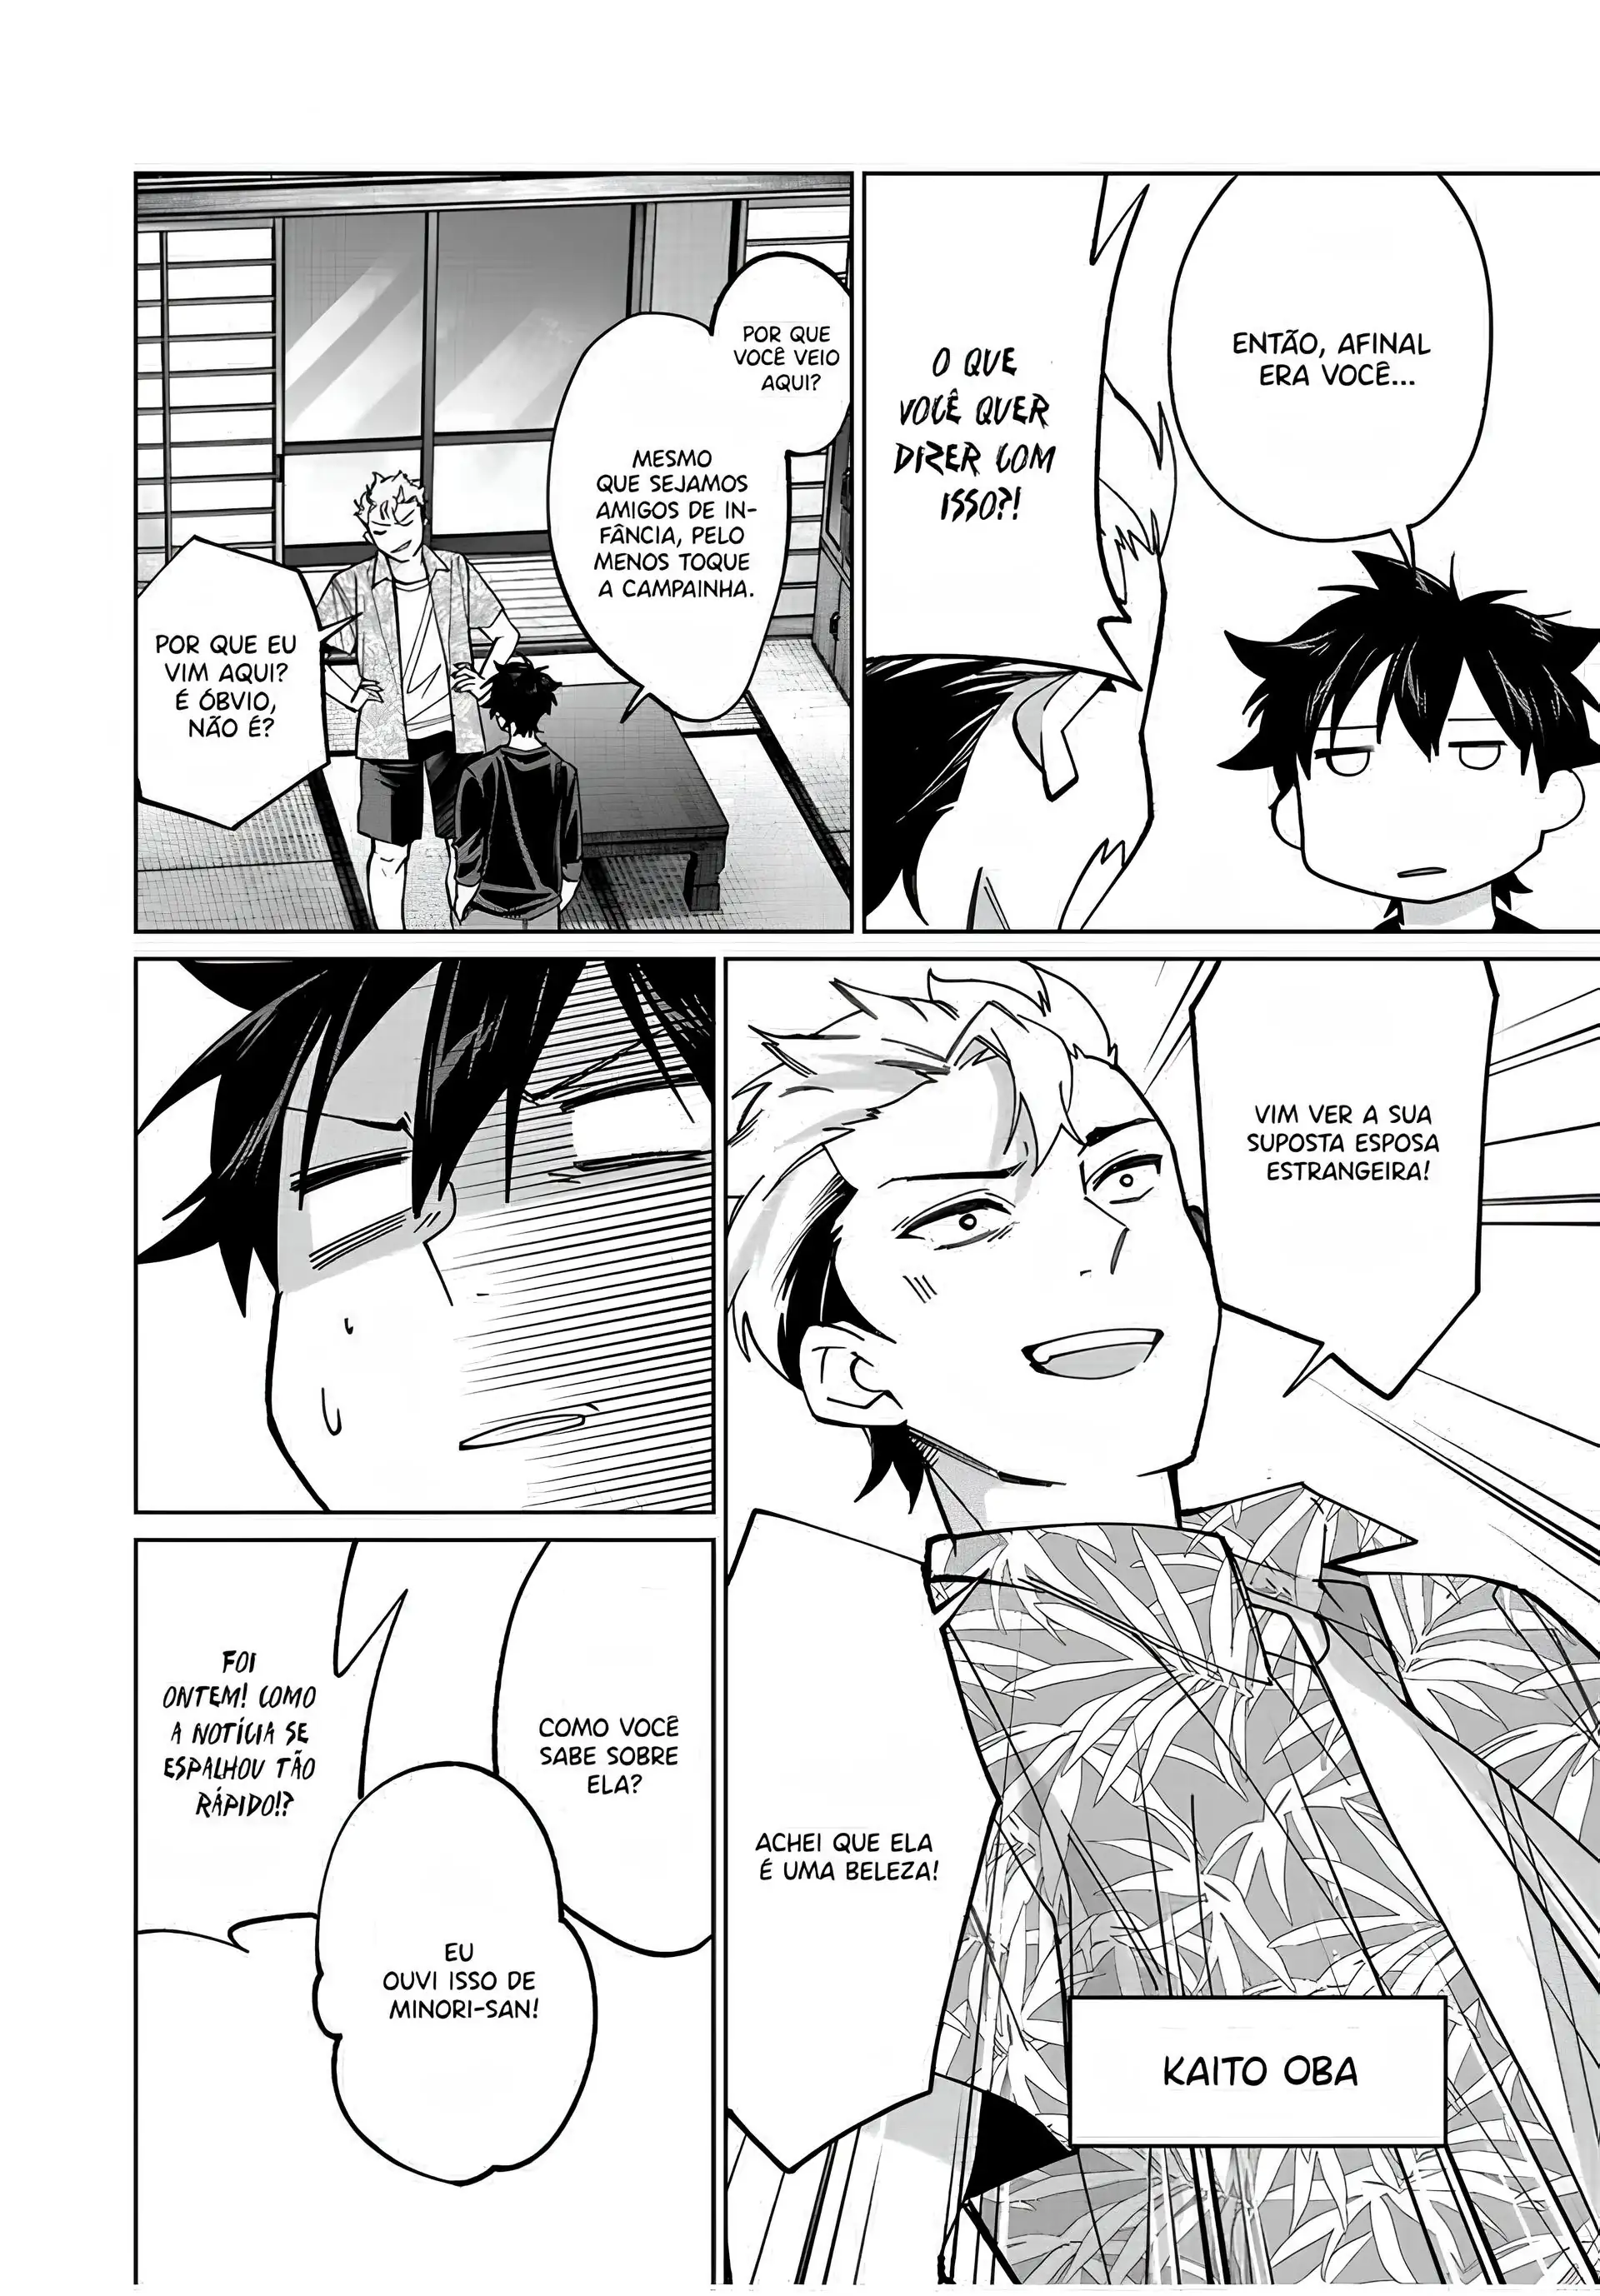 ENTÃO, AFINAL
ERA VOCÊ...
O QUE
VOCÊ QUER
DIZER COM
ISSO?!
POR QUE
VOCÊ VEIO
AQUI?
MESMO
QUE SEJAMOS
AMIGOS DE IN-
FÂNCIA, PELO
MENOS TOQUE
A CAMPAINHA.
POR QUE EU
VIM AQUI?
É ÓBVIO,
NÃO É?
VIM VER A SUA
SUPOSTA ESPOSA
ESTRANGEIRA!
ACHEI QUE ELA
É UMA BELEZA!
KAITO OBA
COMO VOCÊ
SABE SOBRE
ELA?
EU
OUVI ISSO DE
MINORI-SAN!
FOI
ONTEM! COMO
A NOTÍCIA SE
ESPALHOU TÃO
RÁPIDO!?